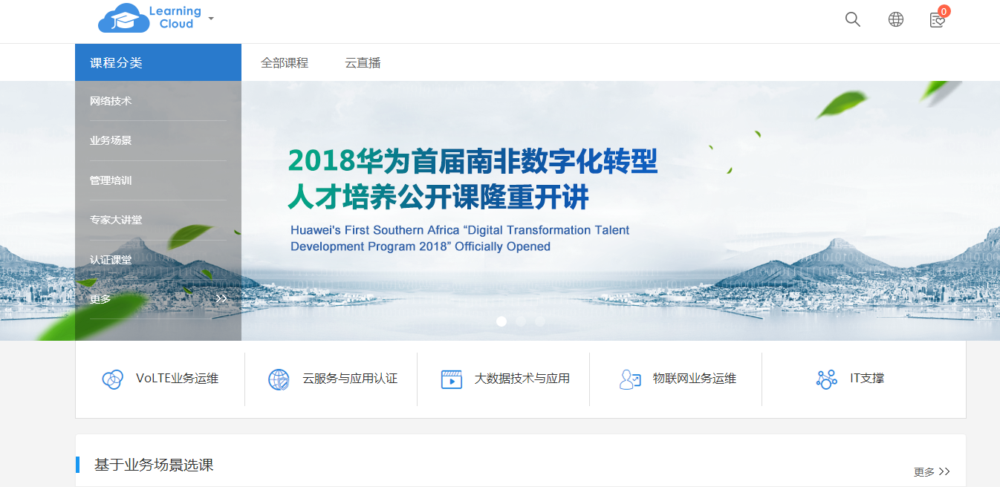 Learning
Cloud
0
课程分类
全部课程
云直播
网络技术
业务场景
管理培训
专家大讲堂
认证课堂
更多
2018华为首届南非数字化转型
人才培养公开课隆重开讲
Huawei's First Southern Africa “Digital Transformation Talent
Development Program 2018” Officially Opened
VoLTE业务运维
云服务与应用认证
大数据技术与应用
物联网业务运维
IT支撑
基于业务场景选课
更多